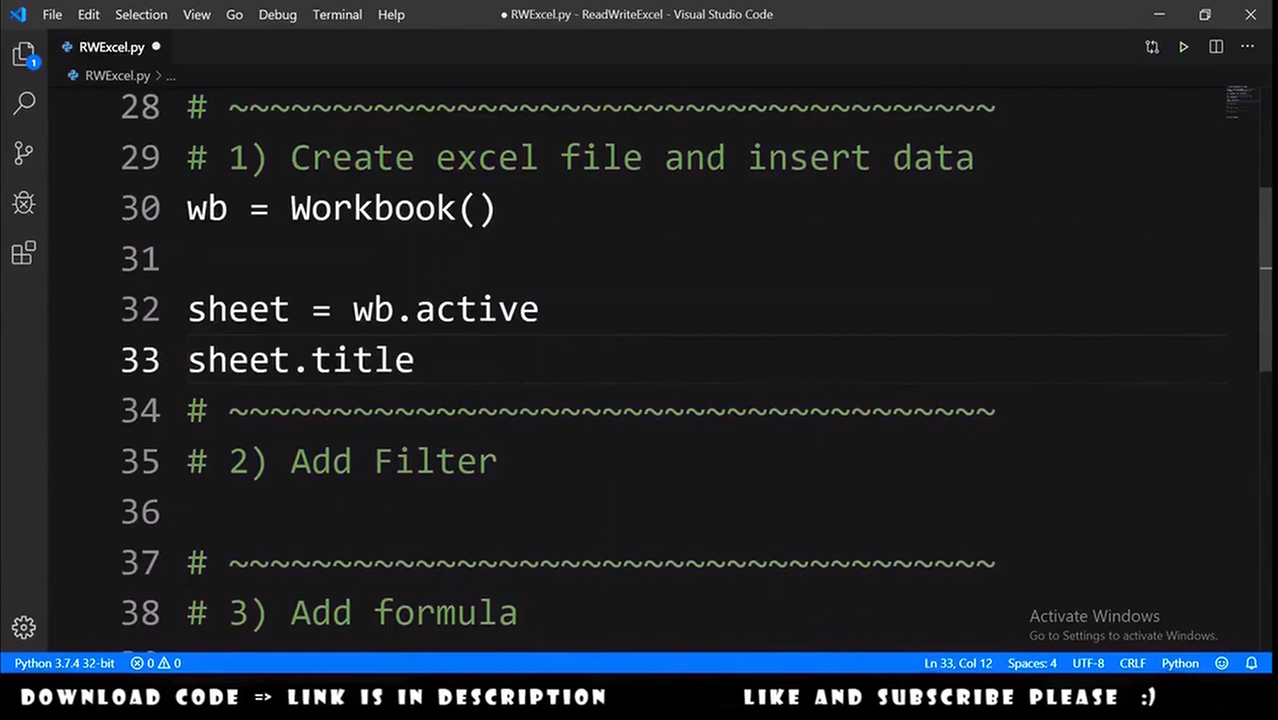 File Edit Selection View Go Debug Terminal Help
● RWExcel.py - ReadWriteExcel - Visual Studio Code
RWExcel.py ●
RWExcel.py > ...
28 # ~~~~~~~~~~~~~~~~~~~~~~~~~~~~~~~~~~~~~
29 # 1) Create excel file and insert data
30 wb = Workbook()
31
32 sheet = wb.active
33 sheet.title
34 # ~~~~~~~~~~~~~~~~~~~~~~~~~~~~~~~~~~~~~
35 # 2) Add Filter
36
37 # ~~~~~~~~~~~~~~~~~~~~~~~~~~~~~~~~~~~~~
38 # 3) Add formula
1
Activate Windows
Go to Settings to activate Windows.
Python 3.7.4 32-bit 0 0 Ln 33, Col 12 Spaces: 4 UTF-8 CRLF Python
DOWNLOAD CODE => LINK IS IN DESCRIPTION LIKE AND SUBSCRIBE PLEASE :)